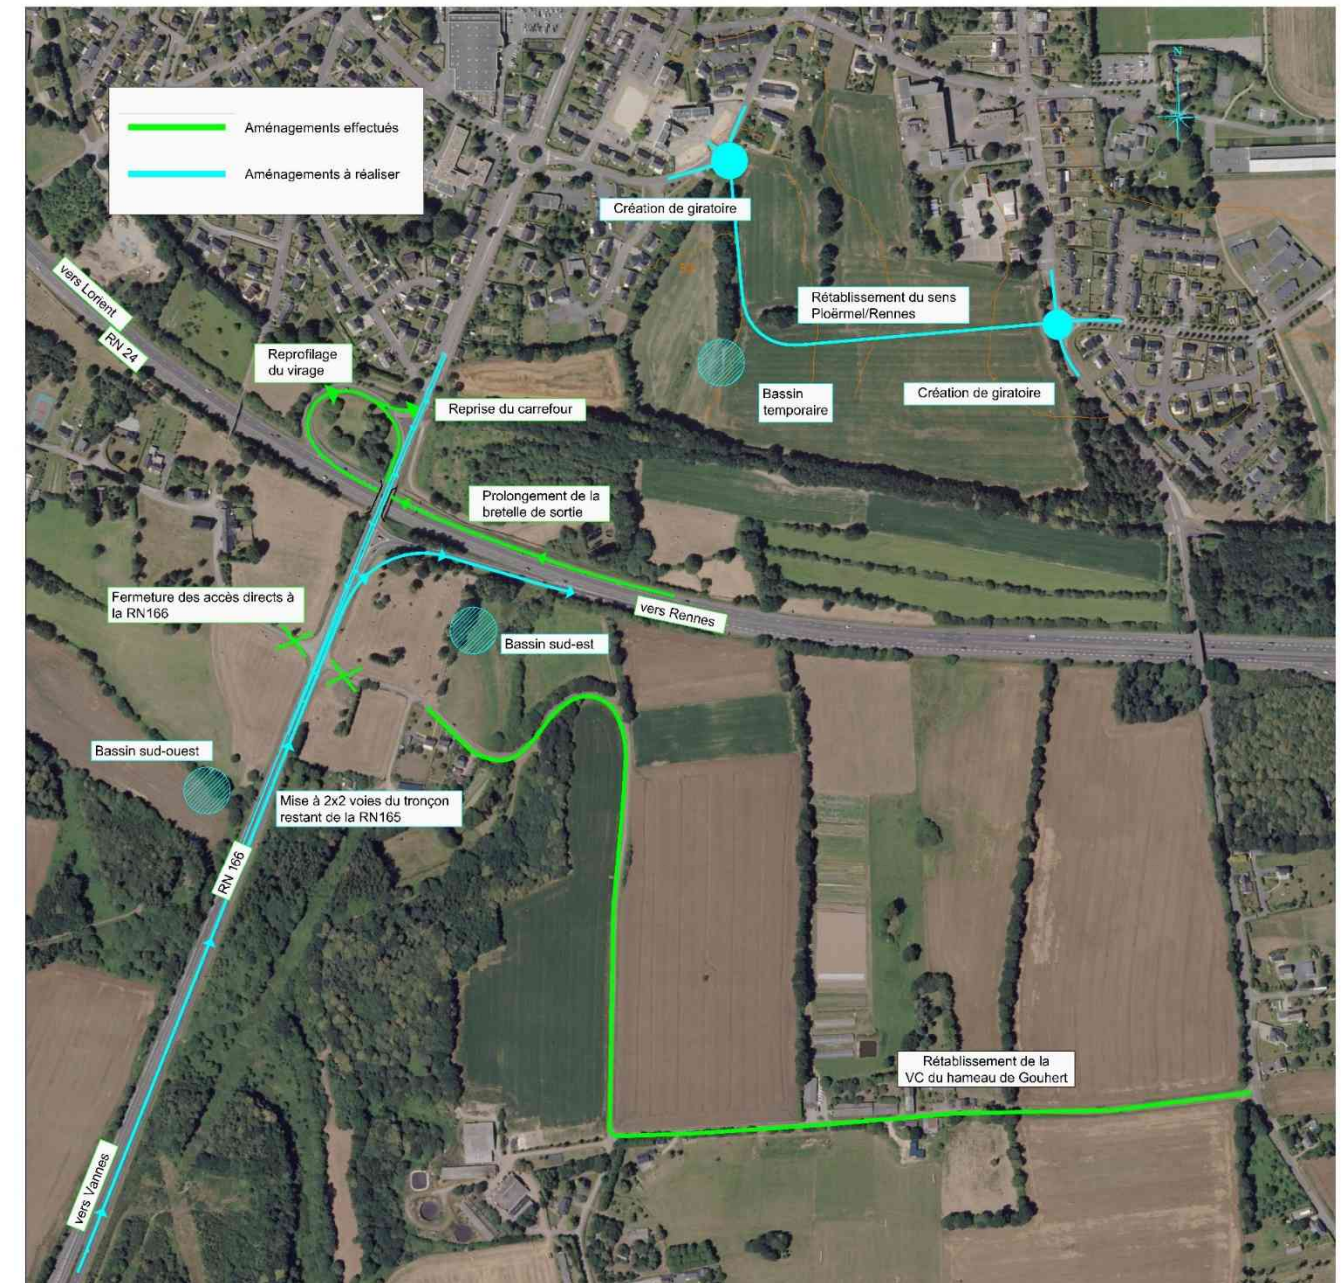 Aménagements effectués
Aménagements à réaliser
N
Création de giratoire
vers Lorient
RN 24
Rétablissement du sens
Ploërmel/Rennes
Reprofilage
du virage
Bassin
temporaire
Création de giratoire
Reprise du carrefour
Prolongement de la
bretelle de sortie
Fermeture des accès directs à
la RN166
vers Rennes
Bassin sud-est
Bassin sud-ouest
Mise à 2x2 voies du tronçon
restant de la RN165
RN 166
Rétablissement de la
VC du hameau de Gouhert
vers Vannes